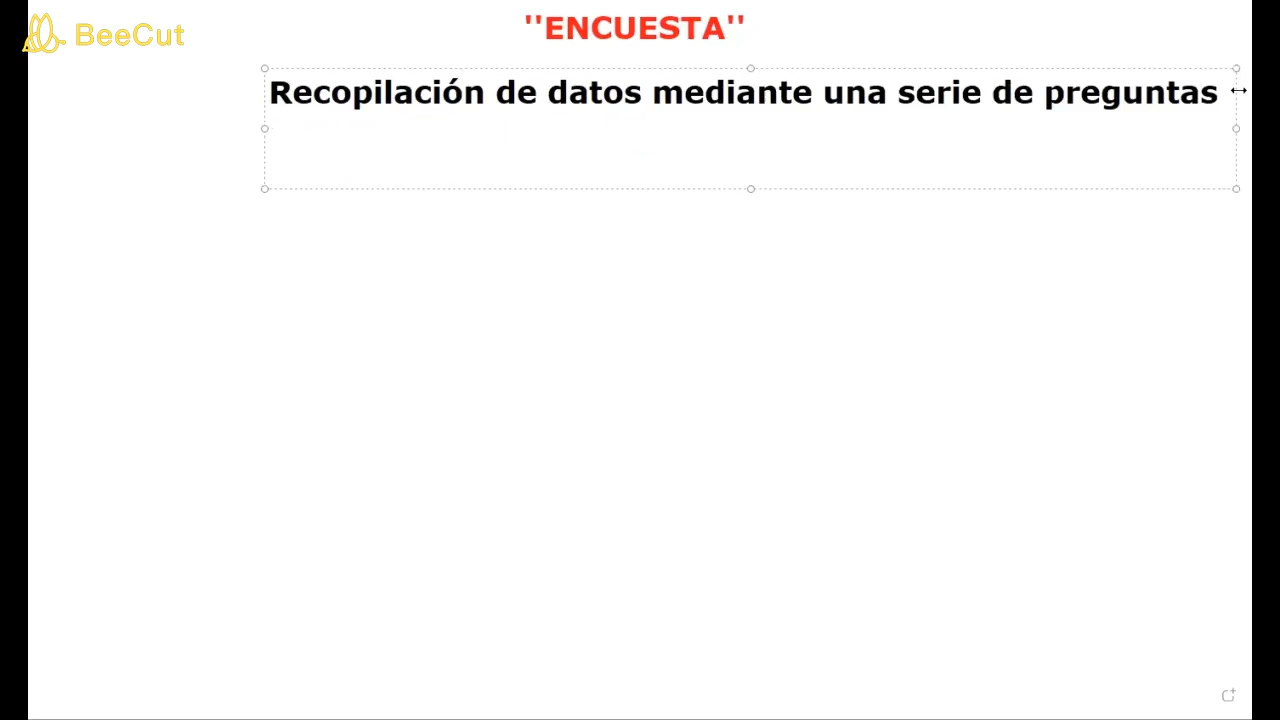 BeeCut
''ENCUESTA''
Recopilación de datos mediante una serie de preguntas